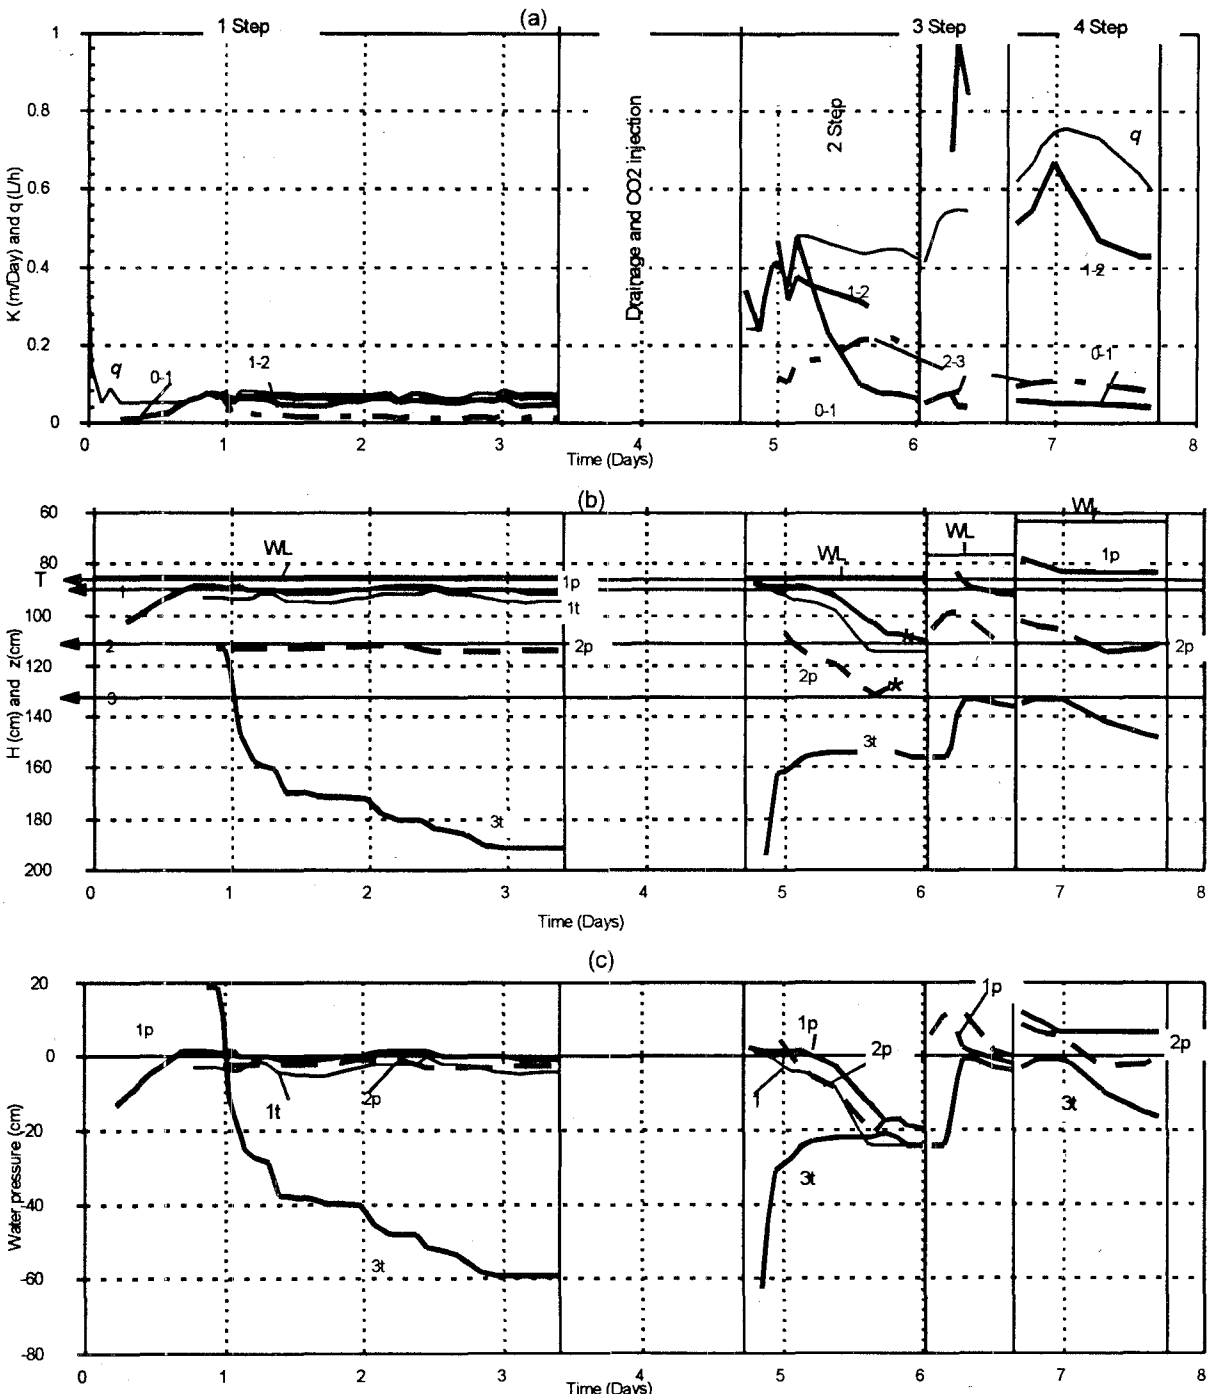 (a)
1 Step
3 Step
4 Step
1
0.8
0.6
0.4
0.2
0
K (m/Day) and q (L/h)
Drainage and CO2 injection
2 Step
q
q
0-1
1-2
1-2
0-1
2-3
1-2
0-1
0 1 2 3 4 5 6 7 8
Time (Days)
(b)
60
80
100
120
140
160
180
200
H (cm) and z(cm)
T
1
2
3
WL
1p
1t
2p
3t
WL
2p
3t
WL
WL
1p
2p
0 1 2 3 4 5 6 7 8
Time (Days)
(c)
20
0
-20
-40
-60
-80
Water pressure (cm)
1p
1t
2p
3t
1p
2p
1
3t
1p
2p
3t
0 1 2 3 4 5 6 7 8
Time (Days)